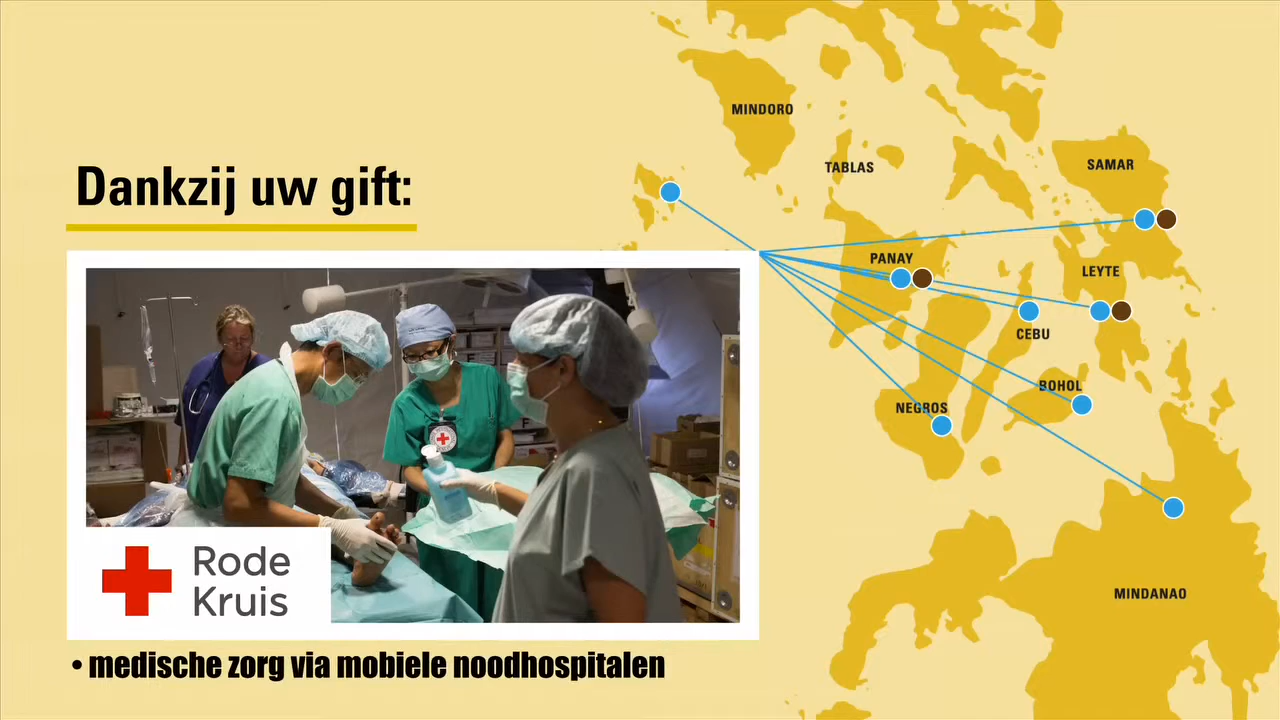 MINDORO
TABLAS
SAMAR
Dankzij uw gift:
PANAY
LEYTE
CEBU
BOHOL
NEGROS
Rode
Kruis
MINDANAO
• medische zorg via mobiele noodhospitalen